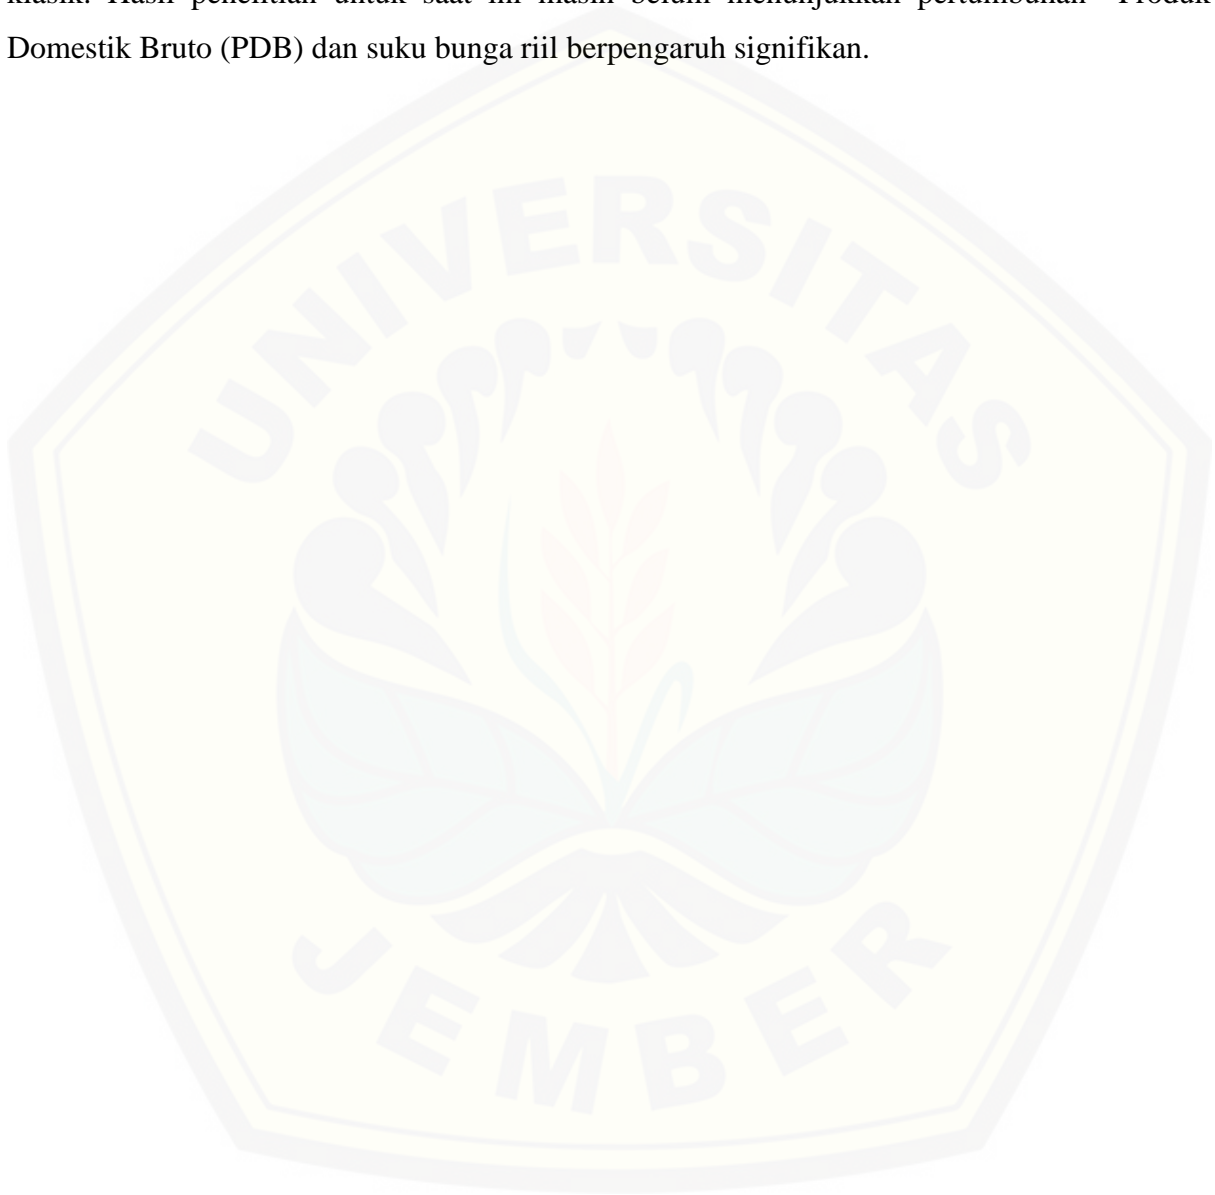 klasik. Hasil penelitian untuk saat ini masih belum menunjukkan pertumbuhan Produk
Domestik Bruto (PDB) dan suku bunga riil berpengaruh signifikan.
UNIVERSITAS
JEMBER